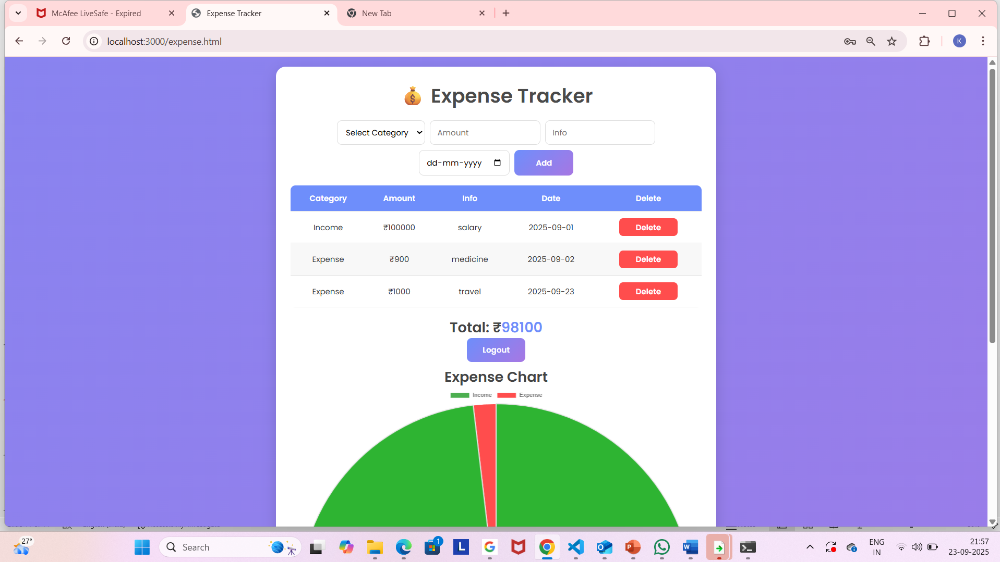 McAfee LiveSafe - Expired
Expense Tracker
New Tab
localhost:3000/expense.html
K
Expense Tracker
Select Category
Amount
Info
dd-mm-yyyy
Add
Category Amount Info Date Delete
Income ₹100000 salary 2025-09-01 Delete
Expense ₹900 medicine 2025-09-02 Delete
Expense ₹1000 travel 2025-09-23 Delete
Total: ₹98100
Logout
Expense Chart
Income Expense
27°
Search
1
ENG
IN
21:57
23-09-2025